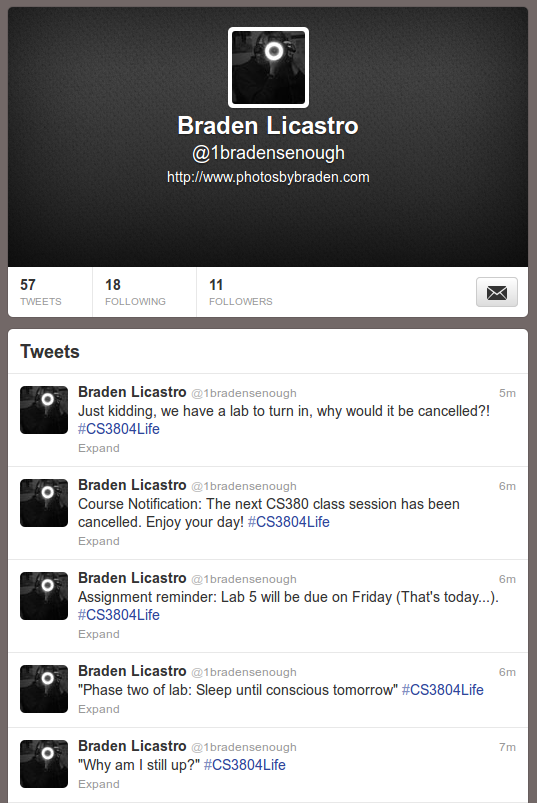 Braden Licastro
@1bradensenough
http://www.photosbybraden.com
57
TWEETS
18
FOLLOWING
11
FOLLOWERS
Tweets
Braden Licastro @1bradensenough 5m
Just kidding, we have a lab to turn in, why would it be cancelled?!
#CS3804Life
Expand
Braden Licastro @1bradensenough 6m
Course Notification: The next CS380 class session has been
cancelled. Enjoy your day! #CS3804Life
Expand
Braden Licastro @1bradensenough 6m
Assignment reminder: Lab 5 will be due on Friday (That's today...).
#CS3804Life
Expand
Braden Licastro @1bradensenough 6m
"Phase two of lab: Sleep until conscious tomorrow" #CS3804Life
Expand
Braden Licastro @1bradensenough 7m
"Why am I still up?" #CS3804Life
Expand